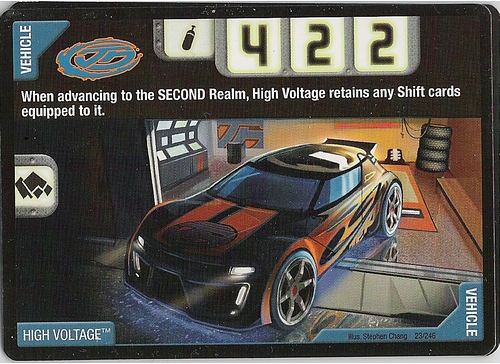 VEHICLE
4 2 2
When advancing to the SECOND Realm, High Voltage retains any Shift cards
equipped to it.
HIGH VOLTAGE™
Illus. Stephen Chang 23/246
VEHICLE